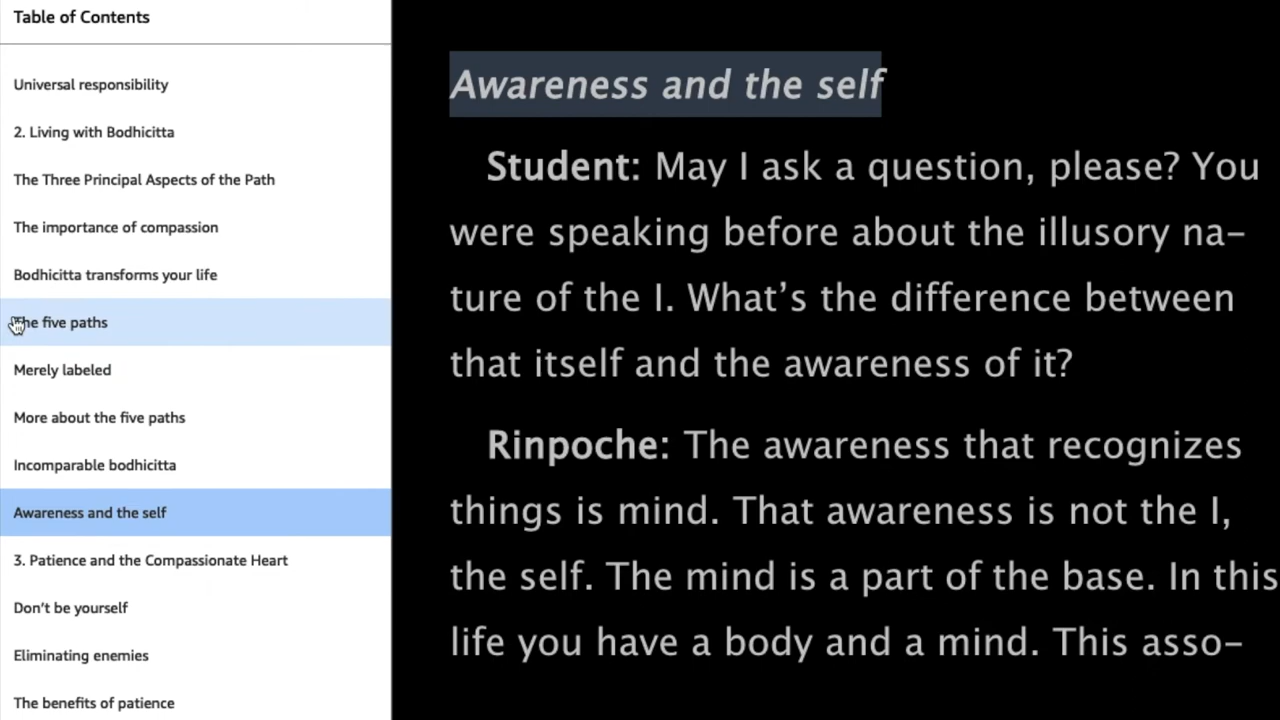 Table of Contents
Universal responsibility
2. Living with Bodhicitta
The Three Principal Aspects of the Path
The importance of compassion
Bodhicitta transforms your life
The five paths
Merely labeled
More about the five paths
Incomparable bodhicitta
Awareness and the self
3. Patience and the Compassionate Heart
Don’t be yourself
Eliminating enemies
The benefits of patience
Awareness and the self
Student: May I ask a question, please? You
were speaking before about the illusory na-
ture of the I. What’s the difference between
that itself and the awareness of it?
Rinpoche: The awareness that recognizes
things is mind. That awareness is not the I,
the self. The mind is a part of the base. In this
life you have a body and a mind. This asso-